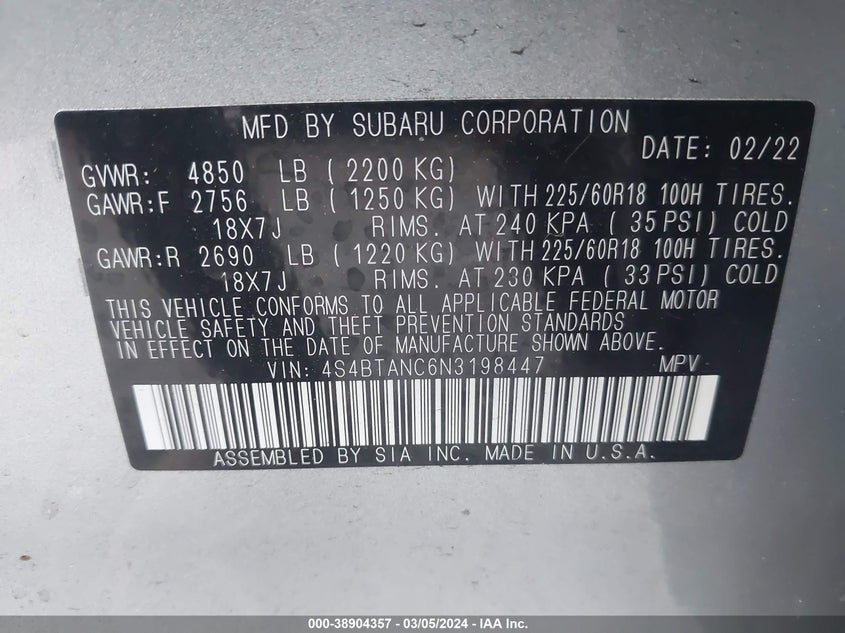 MFD BY SUBARU CORPORATION
DATE: 02/22
GVWR: 4850 LB ( 2200 KG)
GAWR:F 2756 LB ( 1250 KG) WITH 225/60R18 100H TIRES.
18X7J RIMS. AT 240 KPA ( 35 PSI) COLD
GAWR:R 2690 LB ( 1220 KG) WITH 225/60R18 100H TIRES.
18X7J RIMS. AT 230 KPA ( 33 PSI) COLD
THIS VEHICLE CONFORMS TO ALL APPLICABLE FEDERAL MOTOR
VEHICLE SAFETY AND THEFT PREVENTION STANDARDS
IN EFFECT ON THE DATE OF MANUFACTURE SHOWN ABOVE.
VIN: 4S4BTANC6N3198447 MPV
ASSEMBLED BY SIA INC. MADE IN U.S.A.
000-38904357 - 03/05/2024 - IAA Inc.